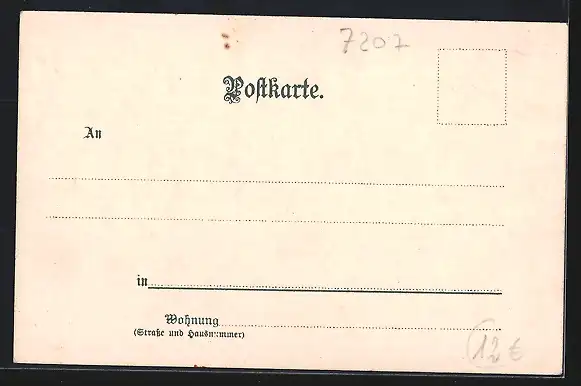 7207
Postkarte.
An
in
Wohnung
(Straße und Hausnummer)
12 €